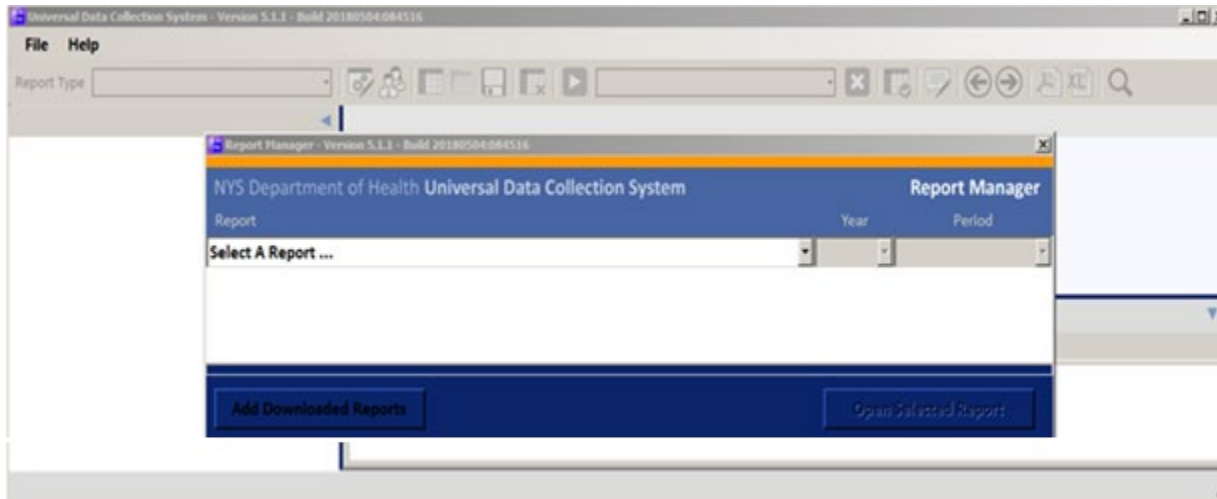 Universal Data Collection System - Version 5.1.1 - Build 20180504:084516
File Help
Report Type
Report Manager - Version 5.1.1 - Build 20180504:084516
NYS Department of Health Universal Data Collection System Report Manager
Report Year Period
Select A Report ...
Add Downloaded Reports Open Selected Report